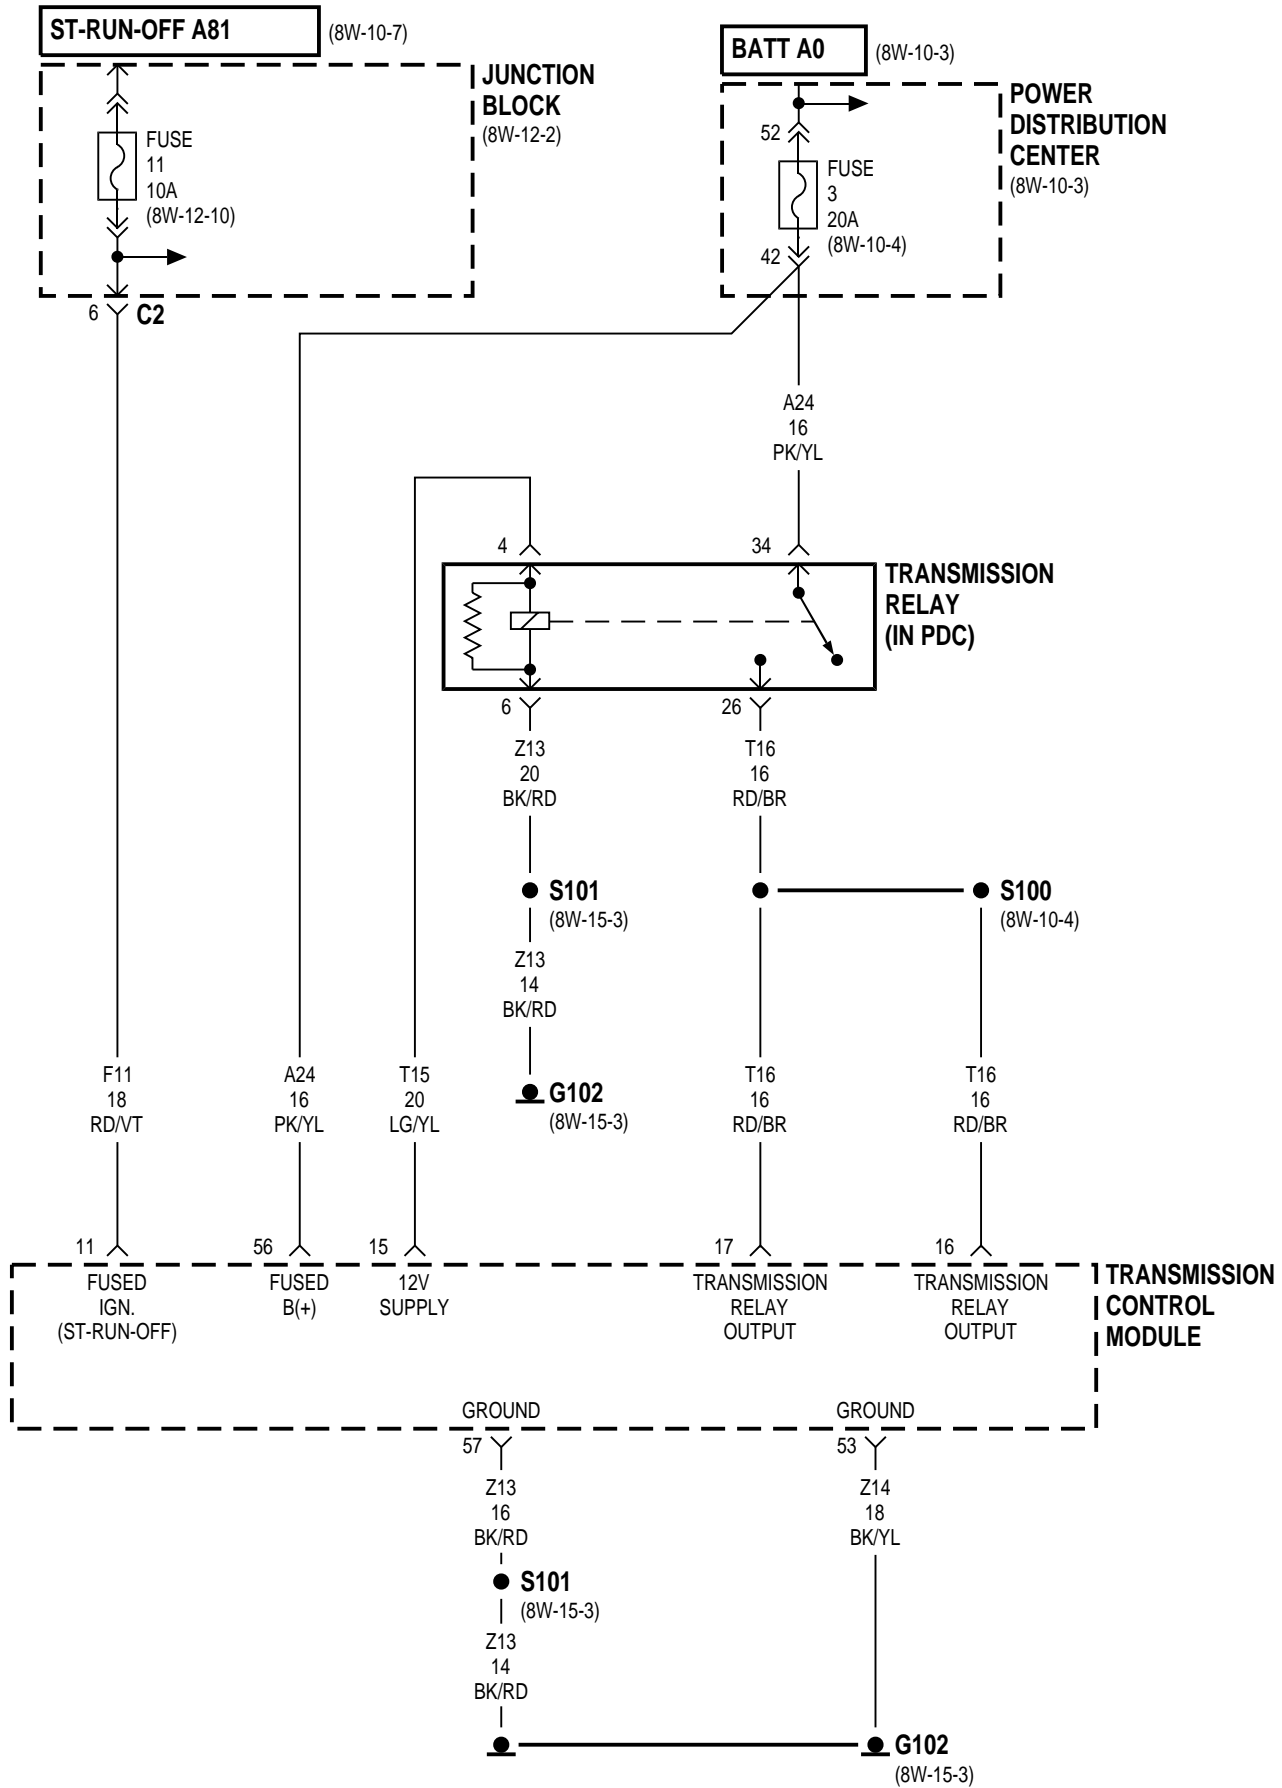 ST-RUN-OFF A81
(8W-10-7)
BATT A0
(8W-10-3)
JUNCTION
BLOCK
(8W-12-2)
POWER
DISTRIBUTION
CENTER
(8W-10-3)
FUSE
11
10A
(8W-12-10)
52
FUSE
3
20A
(8W-10-4)
42
6
C2
A24
16
PK/YL
4
34
TRANSMISSION
RELAY
(IN PDC)
6
26
Z13
20
BK/RD
T16
16
RD/BR
S101
(8W-15-3)
S100
(8W-10-4)
Z13
14
BK/RD
G102
(8W-15-3)
F11
18
RD/VT
A24
16
PK/YL
T15
20
LG/YL
T16
16
RD/BR
T16
16
RD/BR
11
56
15
17
16
FUSED
IGN.
(ST-RUN-OFF)
FUSED
B(+)
12V
SUPPLY
TRANSMISSION
RELAY
OUTPUT
TRANSMISSION
RELAY
OUTPUT
TRANSMISSION
CONTROL
MODULE
GROUND
GROUND
57
53
Z13
16
BK/RD
Z14
18
BK/YL
S101
(8W-15-3)
Z13
14
BK/RD
G102
(8W-15-3)